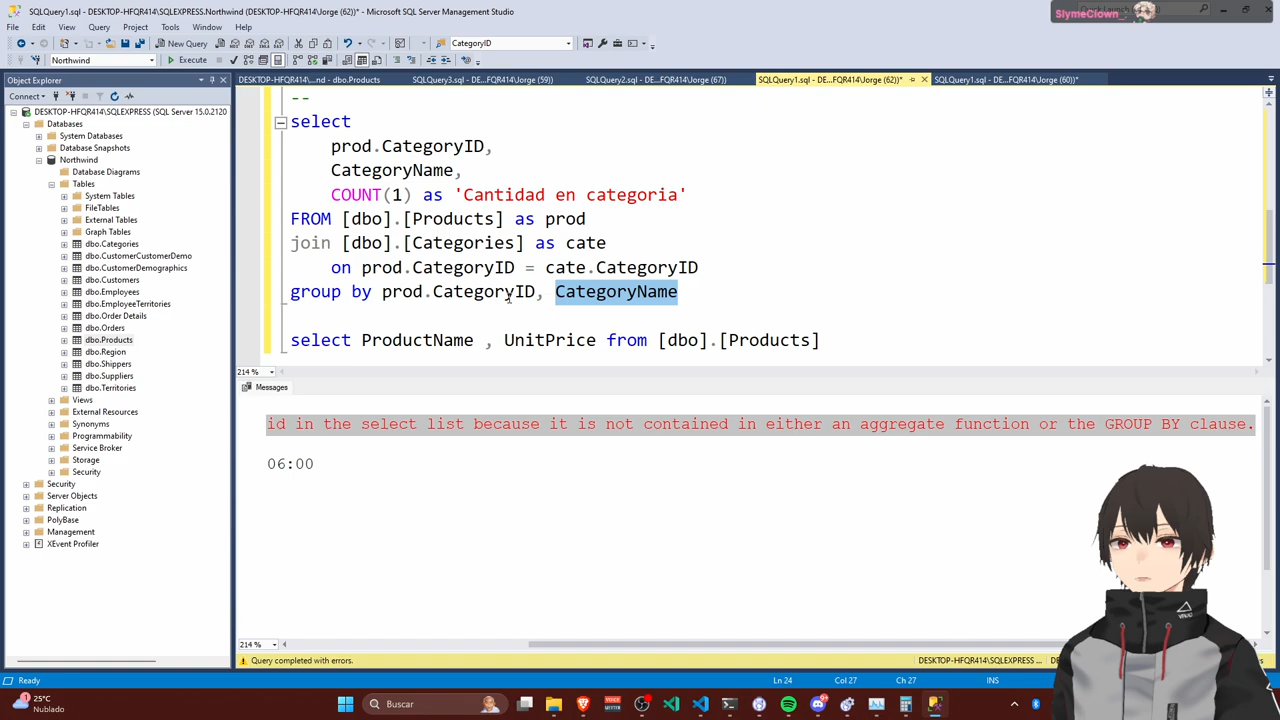 SQLQuery1.sql - DESKTOP-HFQR414\SQLEXPRESS.Northwind (DESKTOP-HFQR414\Jorge (62))* - Microsoft SQL Server Management Studio
SlymeClown_
File Edit View Query Project Tools Window Help
New Query
CategoryID
Northwind
Execute
Object Explorer
DESKTOP-HFQR414...nd - dbo.Products
SQLQuery3.sql - DE...FQR414\Jorge (59))
SQLQuery2.sql - DE...FQR414\Jorge (67))
SQLQuery1.sql - DE...FQR414\Jorge (62))*
SQLQuery1.sql - DE...FQR414\Jorge (60))*
Connect
DESKTOP-HFQR414\SQLEXPRESS (SQL Server 15.0.2120
Databases
System Databases
Database Snapshots
Northwind
Database Diagrams
Tables
System Tables
FileTables
External Tables
Graph Tables
dbo.Categories
dbo.CustomerCustomerDemo
dbo.CustomerDemographics
dbo.Customers
dbo.Employees
dbo.EmployeeTerritories
dbo.Order Details
dbo.Orders
dbo.Products
dbo.Region
dbo.Shippers
dbo.Suppliers
dbo.Territories
Views
External Resources
Synonyms
Programmability
Service Broker
Storage
Security
Security
Server Objects
Replication
PolyBase
Management
XEvent Profiler
--
select
prod.CategoryID,
CategoryName,
COUNT(1) as 'Cantidad en categoria'
FROM [dbo].[Products] as prod
join [dbo].[Categories] as cate
on prod.CategoryID = cate.CategoryID
group by prod.CategoryID, CategoryName
select ProductName , UnitPrice from [dbo].[Products]
214 %
Messages
id in the select list because it is not contained in either an aggregate function or the GROUP BY clause.
06:00
214 %
Query completed with errors.
DESKTOP-HFQR414\SQLEXPRESS
Ready
Ln 24
Col 27
Ch 27
INS
25°C
Nublado
Buscar